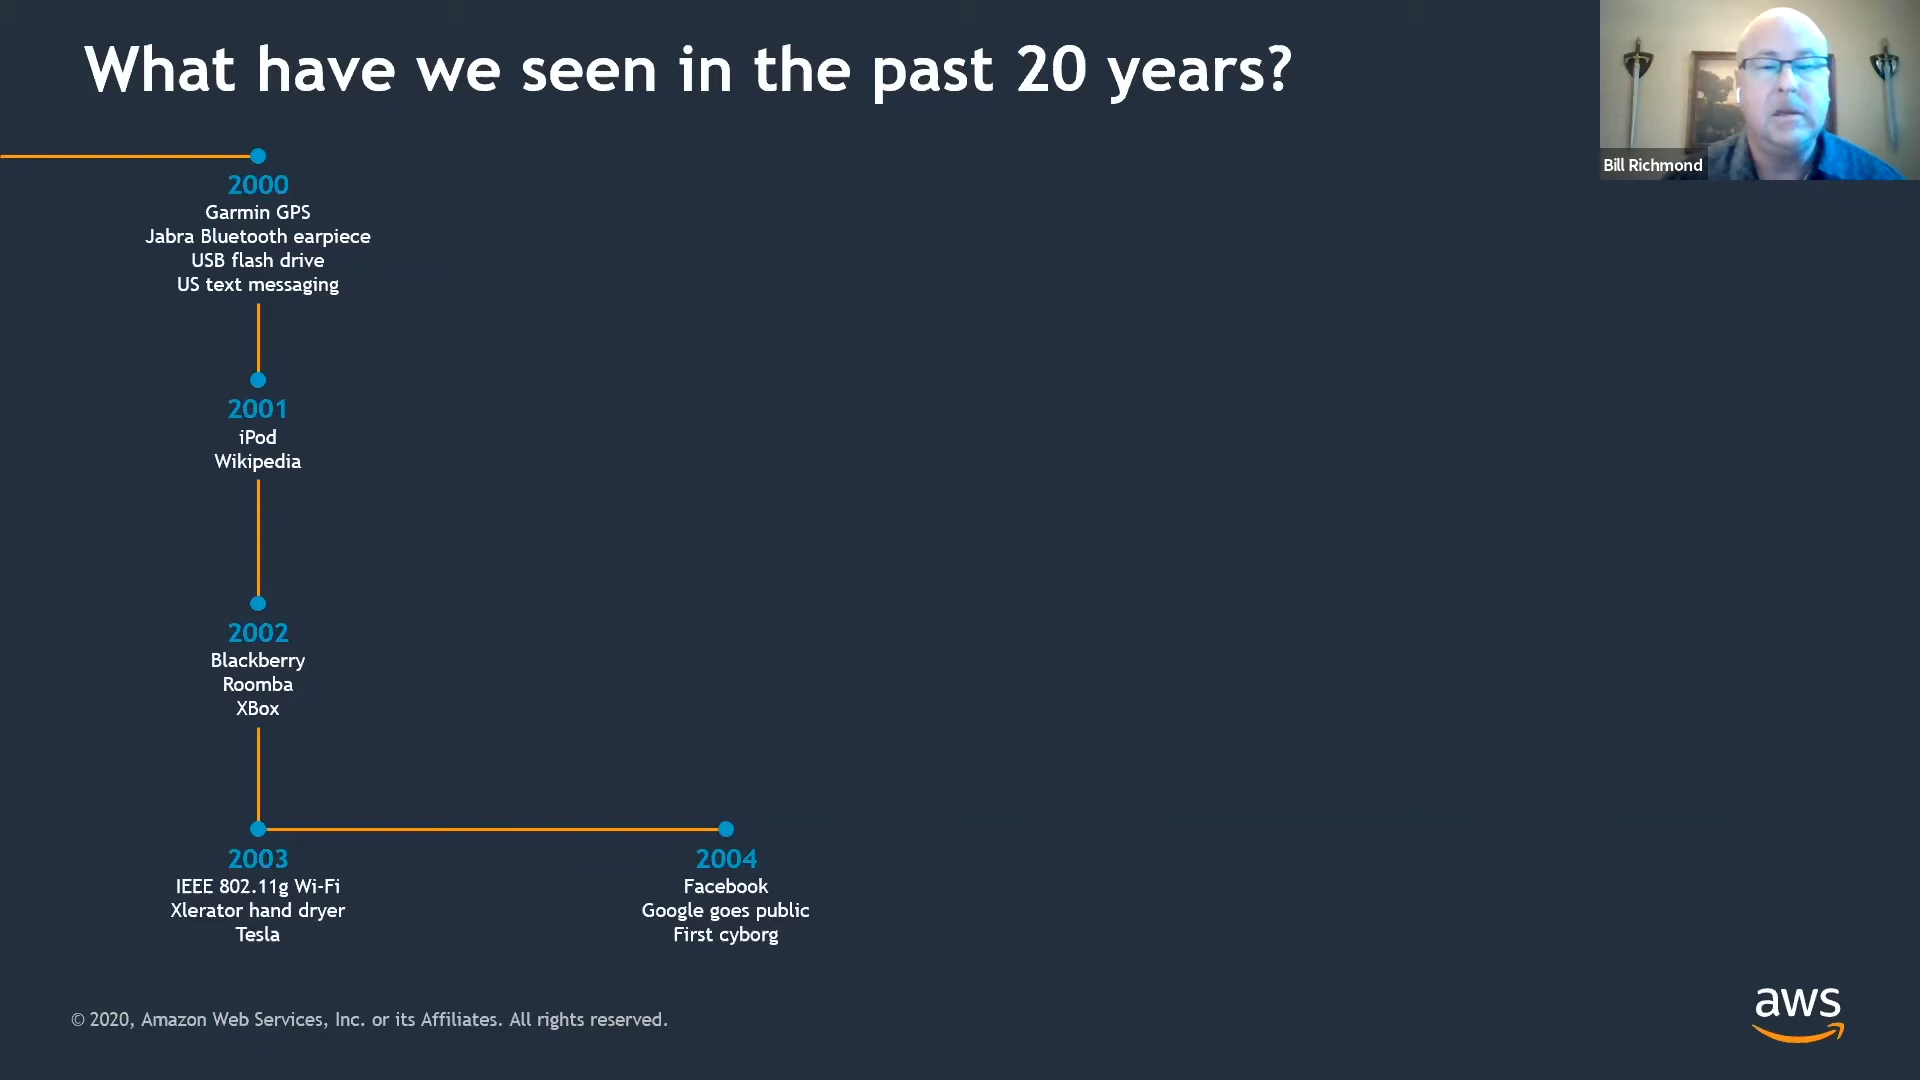 What have we seen in the past 20 years?
Bill Richmond
2000
Garmin GPS
Jabra Bluetooth earpiece
USB flash drive
US text messaging
2001
iPod
Wikipedia
2002
Blackberry
Roomba
XBox
2003
IEEE 802.11g Wi-Fi
Xlerator hand dryer
Tesla
2004
Facebook
Google goes public
First cyborg
© 2020, Amazon Web Services, Inc. or its Affiliates. All rights reserved.
aws